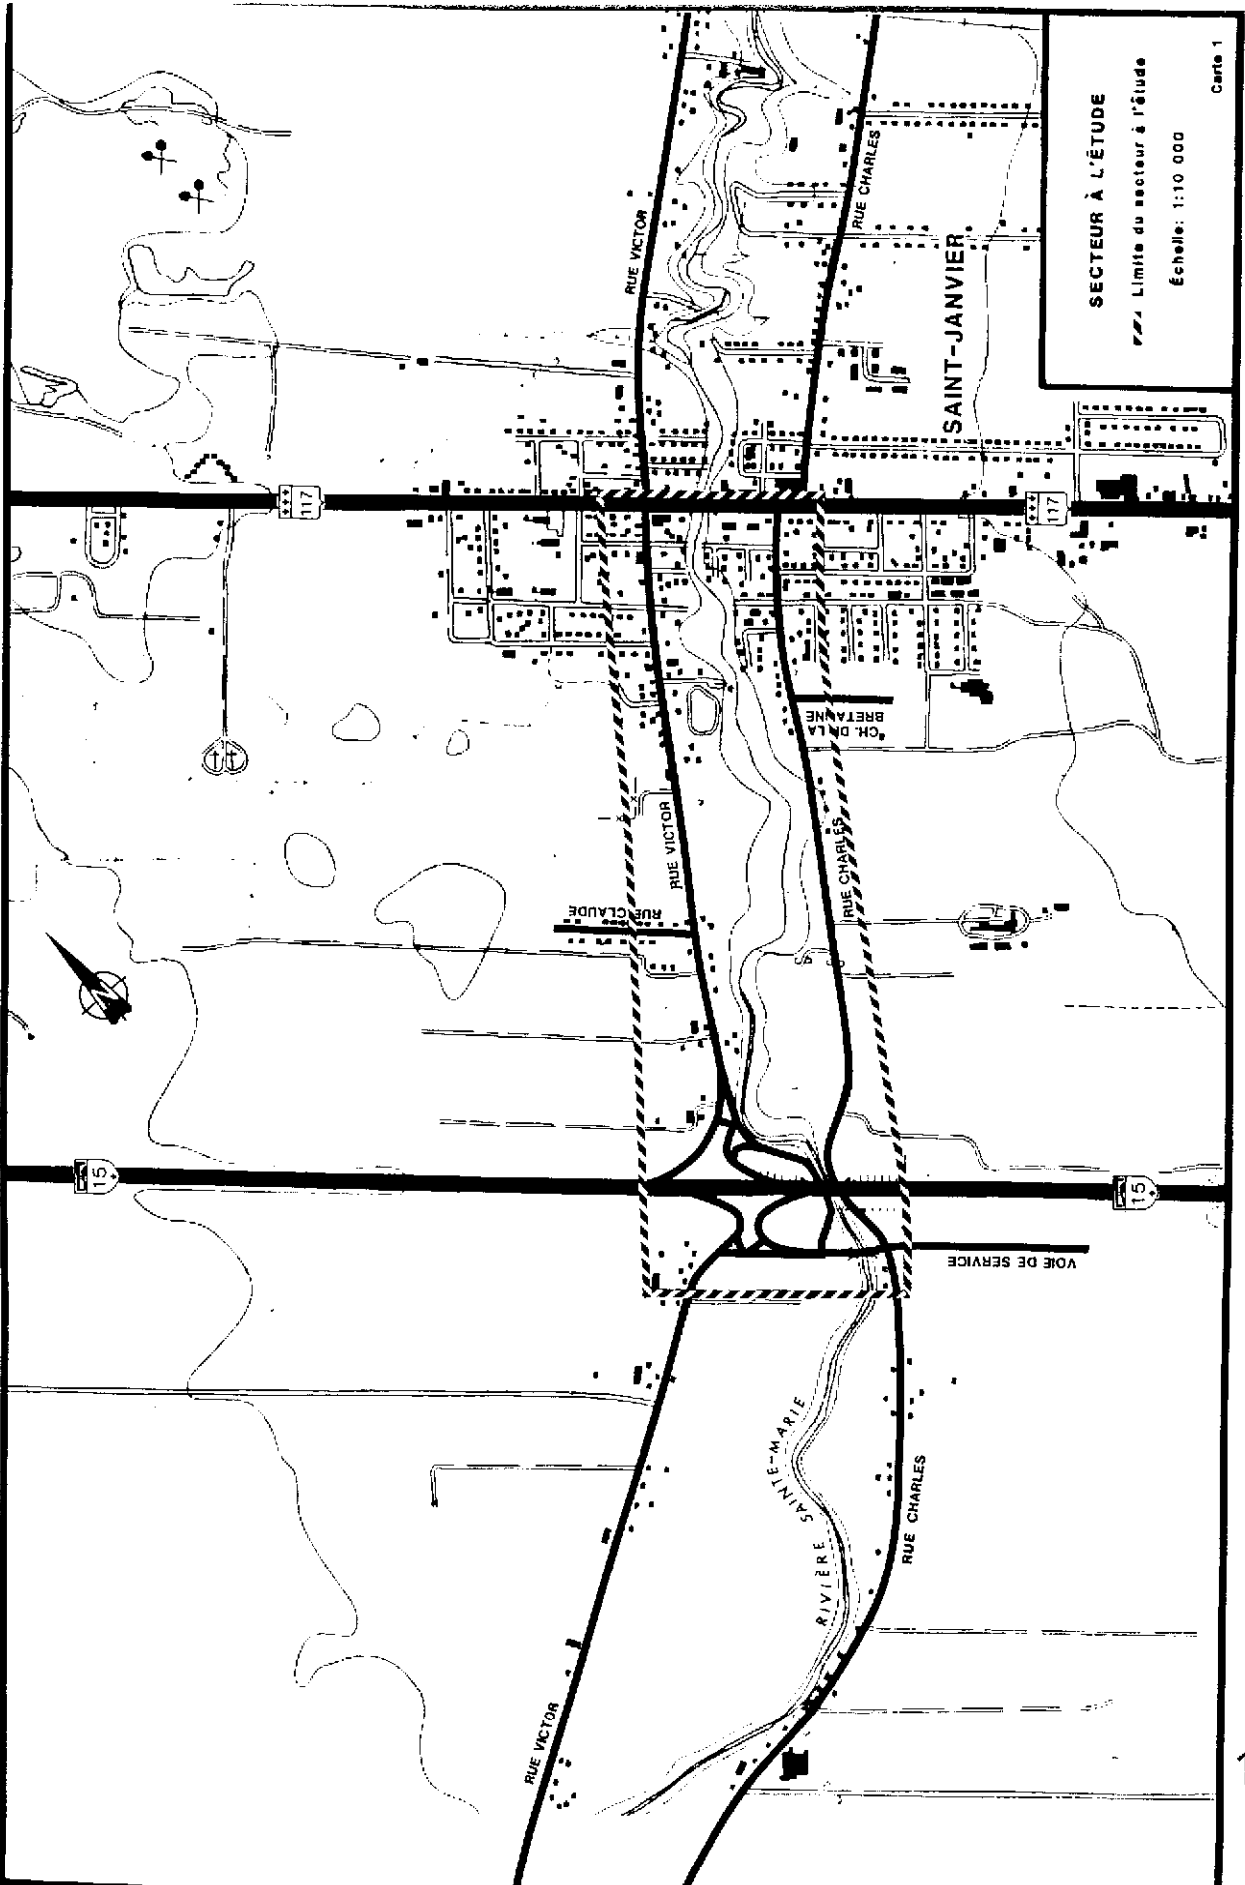 SECTEUR À L'ÉTUDE
Limite du secteur à l'étude
Échelle: 1:10 000
Carte 1
SAINT-JANVIER
RUE VICTOR
RUE CHARLES
117
117
CH. DE LA
BRETANNE
RUE VICTOR
RUE CHARLES
RUE CLAUDE
N
15
15
VOIE DE SERVICE
RIVIÈRE SAINTE-MARIE
RUE CHARLES
RUE VICTOR